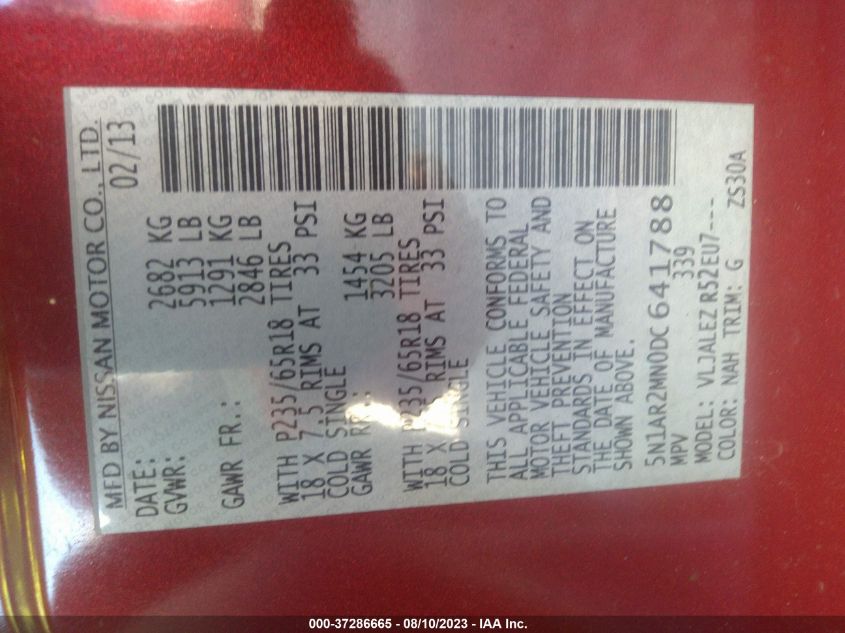 MFD BY NISSAN MOTOR CO., LTD.
DATE: 02/13
GVWR: 2682 KG
5913 LB
GAWR FR.: 1291 KG
2846 LB
WITH P235/65R18 TIRES
18 X 7.5 RIMS AT 33 PSI
COLD SINGLE
GAWR RR.: 1454 KG
3205 LB
WITH P235/65R18 TIRES
18 X 7.5 RIMS AT 33 PSI
COLD SINGLE
THIS VEHICLE CONFORMS TO
ALL APPLICABLE FEDERAL
MOTOR VEHICLE SAFETY AND
THEFT PREVENTION
STANDARDS IN EFFECT ON
THE DATE OF MANUFACTURE
SHOWN ABOVE.
5N1AR2MN0DC641788
MPV 339
MODEL: VLJALEZ R52EU7---
COLOR: NAH TRIM: G ZS30A
000-37286665 - 08/10/2023 - IAA Inc.